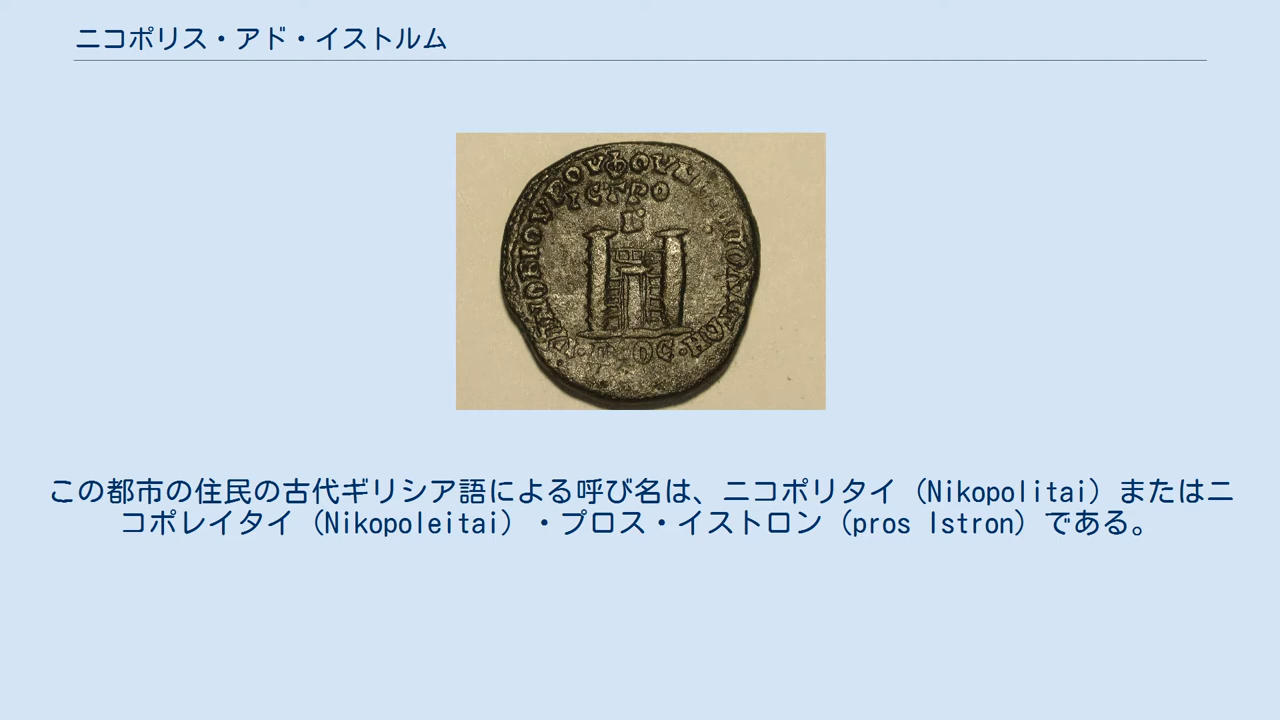 ニコポリス・アド・イストルム
ΙϹΤΡΟ
この都市の住民の古代ギリシア語による呼び名は、ニコポリタイ（Nikopolitai）またはニ
コポレイタイ（Nikopoleitai）・プロス・イストロン（pros Istron）である。